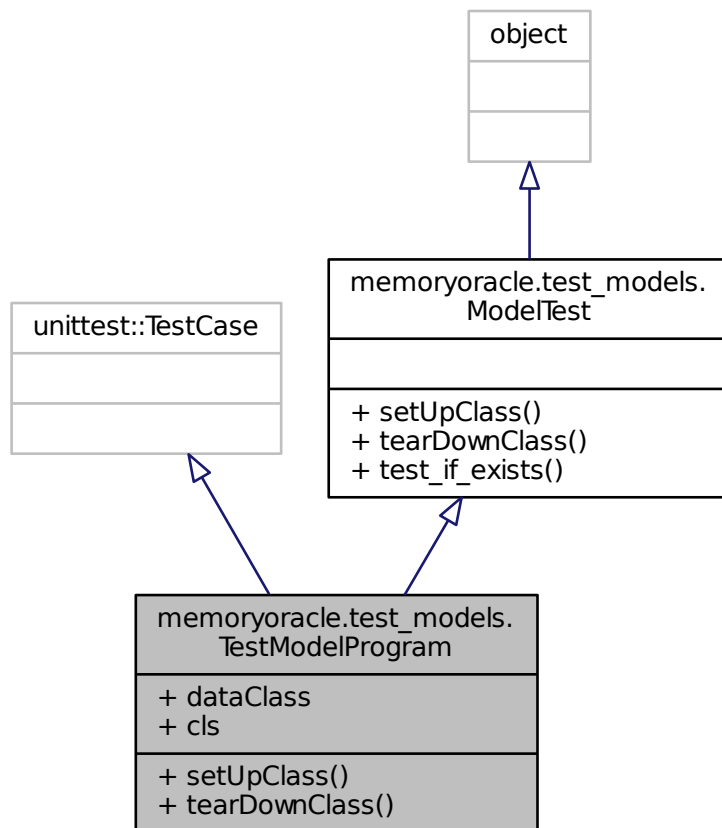 object
memoryoracle.test_models.
ModelTest
+ setUpClass()
+ tearDownClass()
+ test_if_exists()
unittest::TestCase
memoryoracle.test_models.
TestModelProgram
+ dataClass
+ cls
+ setUpClass()
+ tearDownClass()